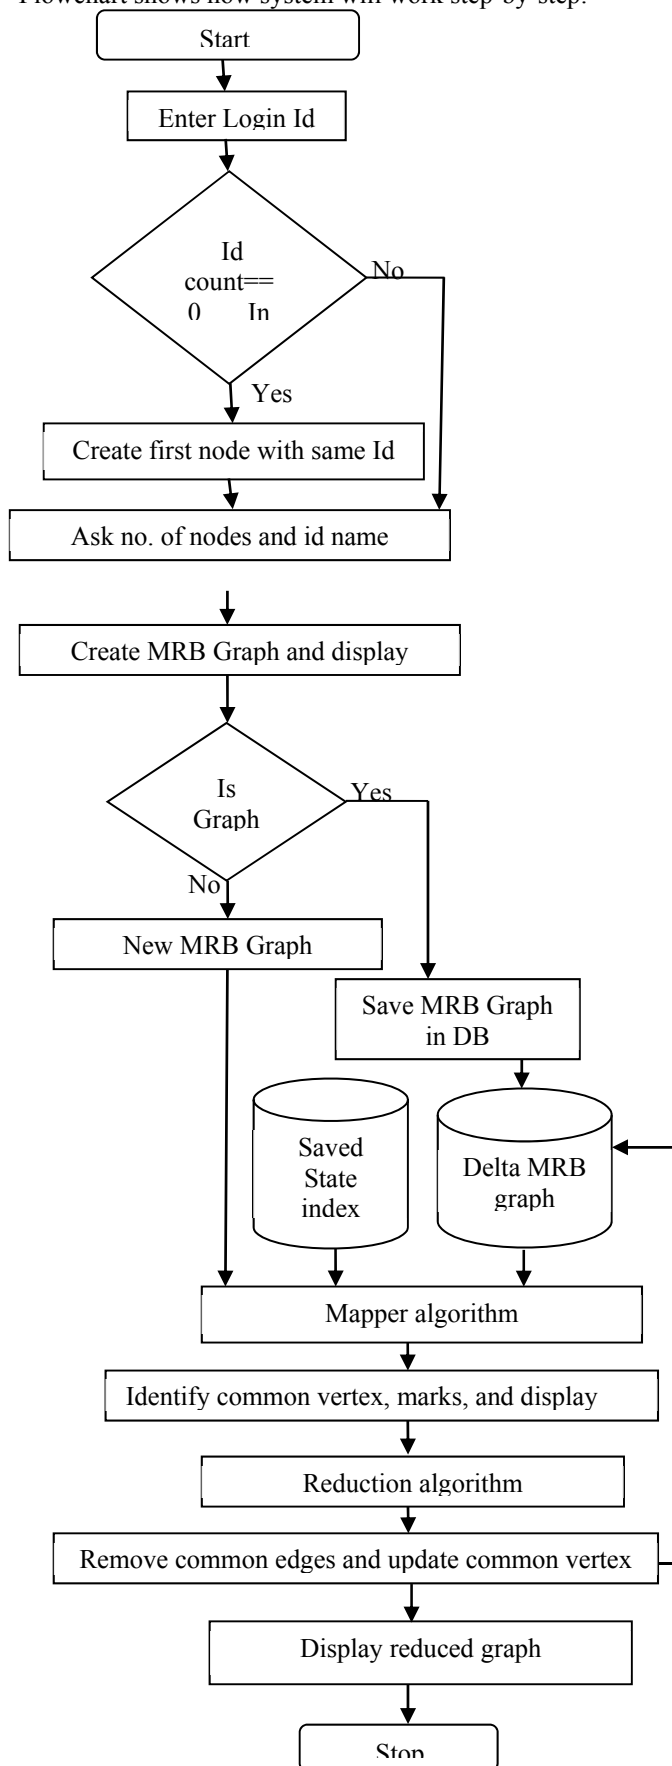 Flowchart shows how system will work step-by-step.
Start
Enter Login Id
Id
count==
0 In
No
Yes
Create first node with same Id
Ask no. of nodes and id name
Create MRB Graph and display
Is
Graph
Yes
No
New MRB Graph
Save MRB Graph
in DB
Saved
State
index
Delta MRB
graph
Mapper algorithm
Identify common vertex, marks, and display
Reduction algorithm
Remove common edges and update common vertex
Display reduced graph
Stop